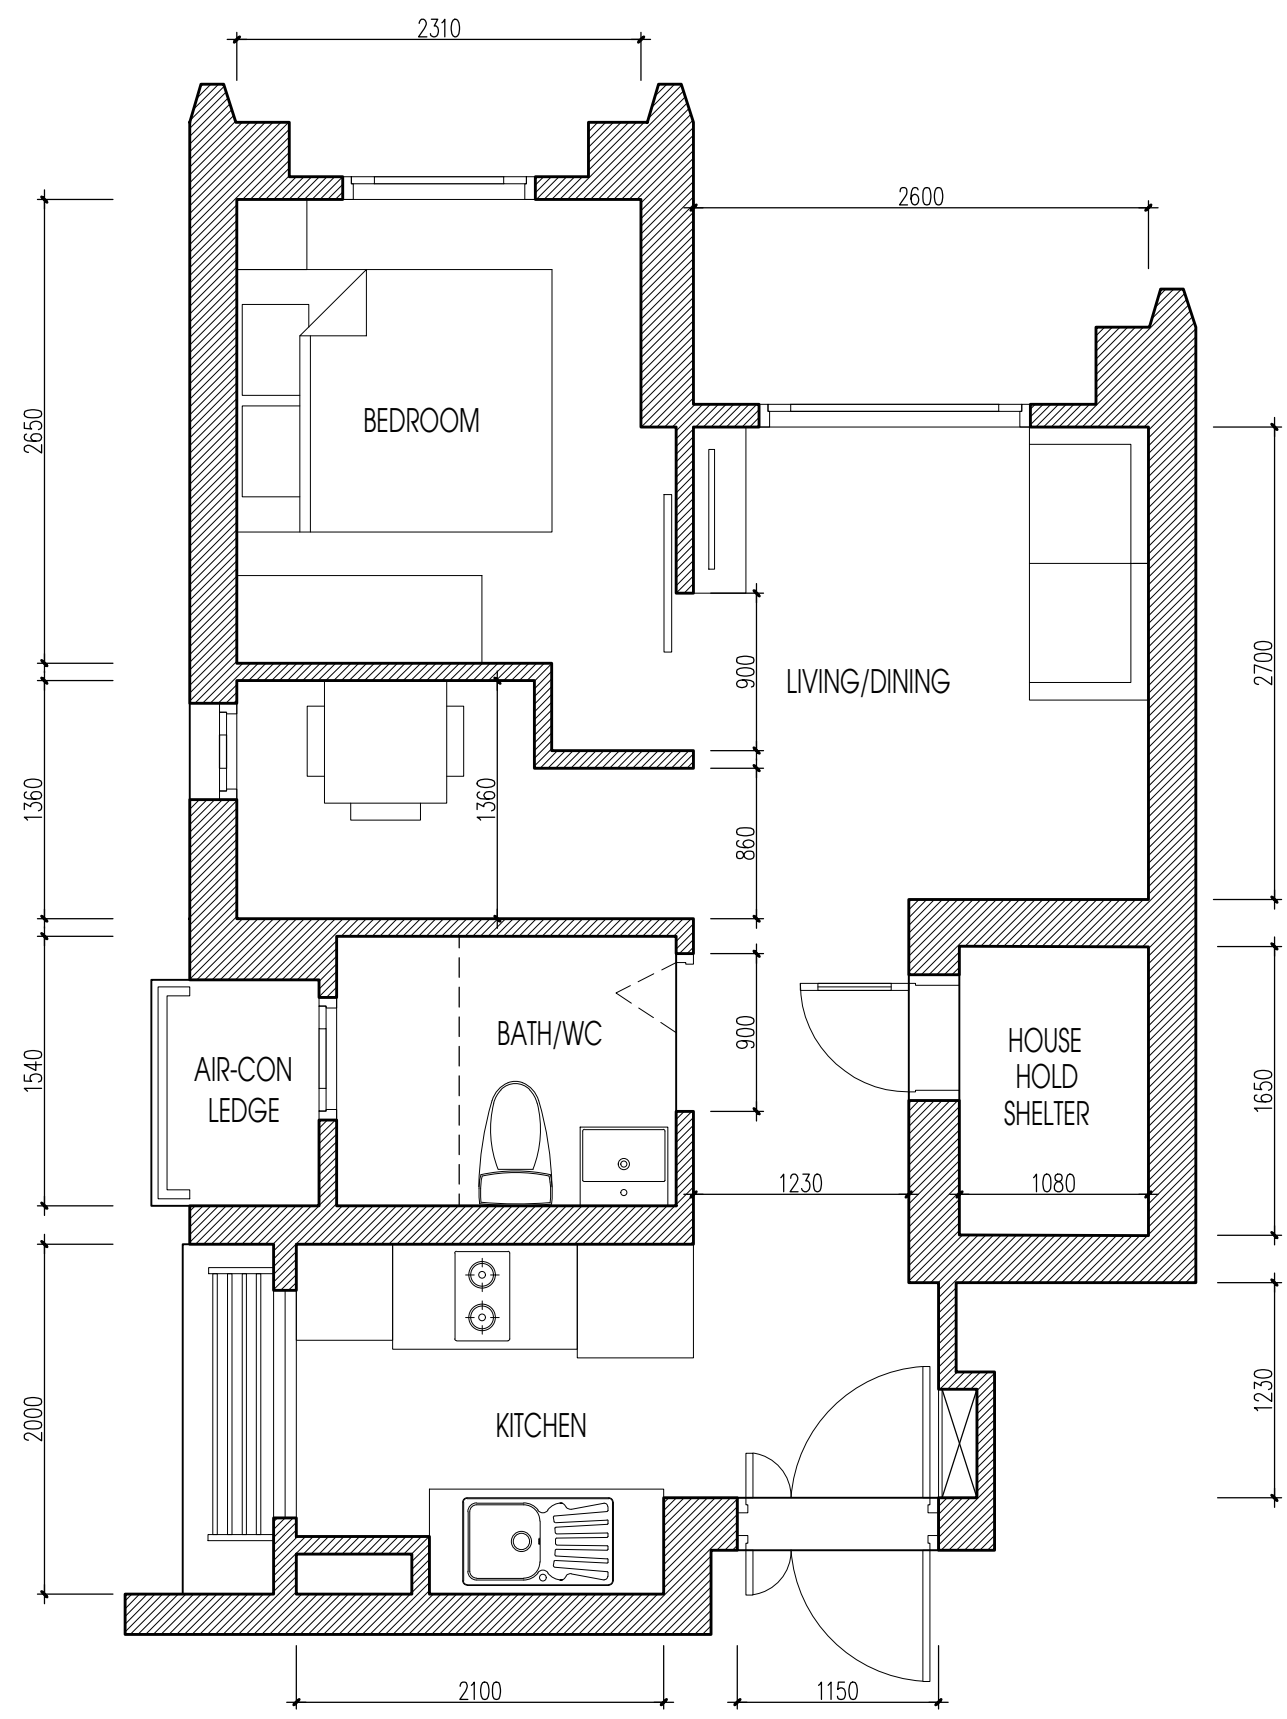 2310
2600
BEDROOM
2650
LIVING/DINING
900
2700
1360
1360
860
BATH/WC
900
AIR-CON
LEDGE
1540
HOUSE
HOLD
SHELTER
1650
1230
1080
KITCHEN
2000
1230
2100
1150